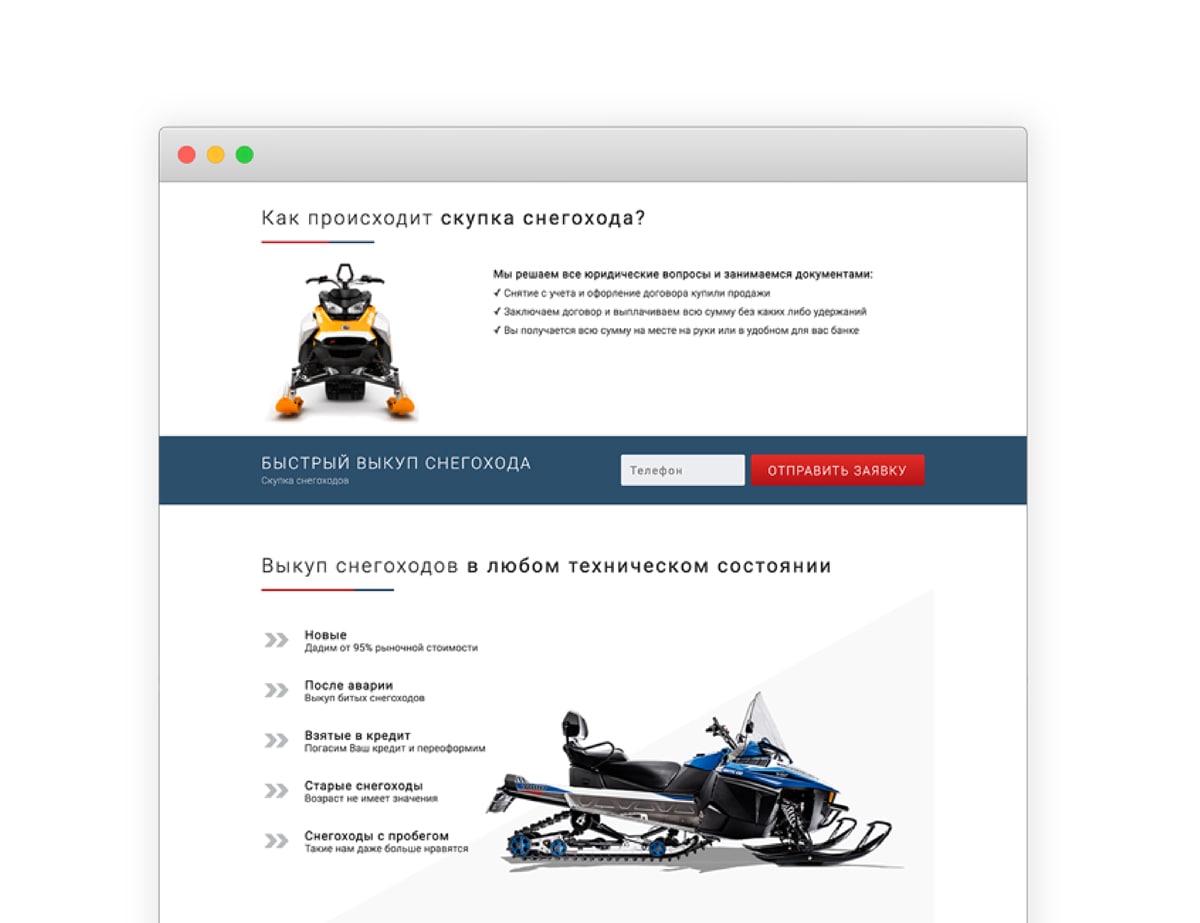 Как происходит скупка снегохода?
Мы решаем все юридические вопросы и занимаемся документами:
✓ Снятие с учета и офорление договора купили продажи
✓ Заключаем договор и выплачиваем всю сумму без каких либо удержаний
✓ Вы получается всю сумму на месте на руки или в удобном для вас банке
БЫСТРЫЙ ВЫКУП СНЕГОХОДА
Скупка снегоходов
Телефон
ОТПРАВИТЬ ЗАЯВКУ
Выкуп снегоходов в любом техническом состоянии
Новые
Дадим от 95% рыночной стоимости
После аварии
Выкуп битых снегоходов
Взятые в кредит
Погасим Ваш кредит и переоформим
Старые снегоходы
Возраст не имеет значения
Снегоходы с пробегом
Такие нам даже больше нравятся